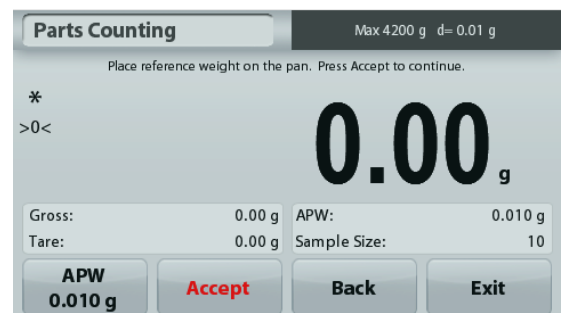 Parts Counting
Max 4200 g d= 0.01 g
Place reference weight on the pan. Press Accept to continue.
*
>0<
0.00 g
Gross: 0.00 g APW: 0.010 g
Tare: 0.00 g Sample Size: 10
APW
0.010 g
Accept
Back
Exit